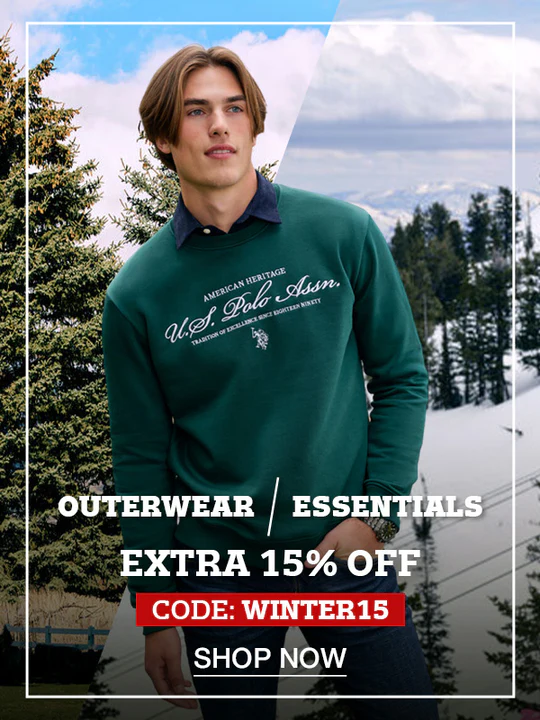 AMERICAN HERITAGE
U.S. Polo Assn.
TRADITION OF EXCELLENCE SINCE EIGHTEEN NINETY
OUTERWEAR / ESSENTIALS
EXTRA 15% OFF
CODE: WINTER15
SHOP NOW